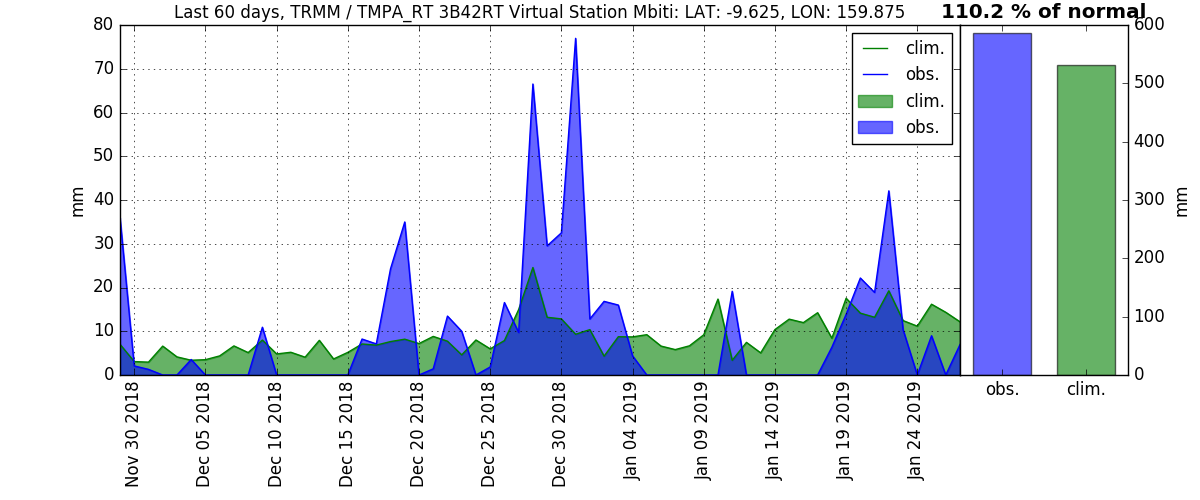 Last 60 days, TRMM / TMPA_RT 3B42RT Virtual Station Mbiti: LAT: -9.625, LON: 159.875
110.2 % of normal
80
70
60
50
40
30
20
10
0
mm
clim.
obs.
clim.
obs.
Nov 30 2018
Dec 05 2018
Dec 10 2018
Dec 15 2018
Dec 20 2018
Dec 25 2018
Dec 30 2018
Jan 04 2019
Jan 09 2019
Jan 14 2019
Jan 19 2019
Jan 24 2019
600
500
400
300
200
100
0
mm
obs.
clim.